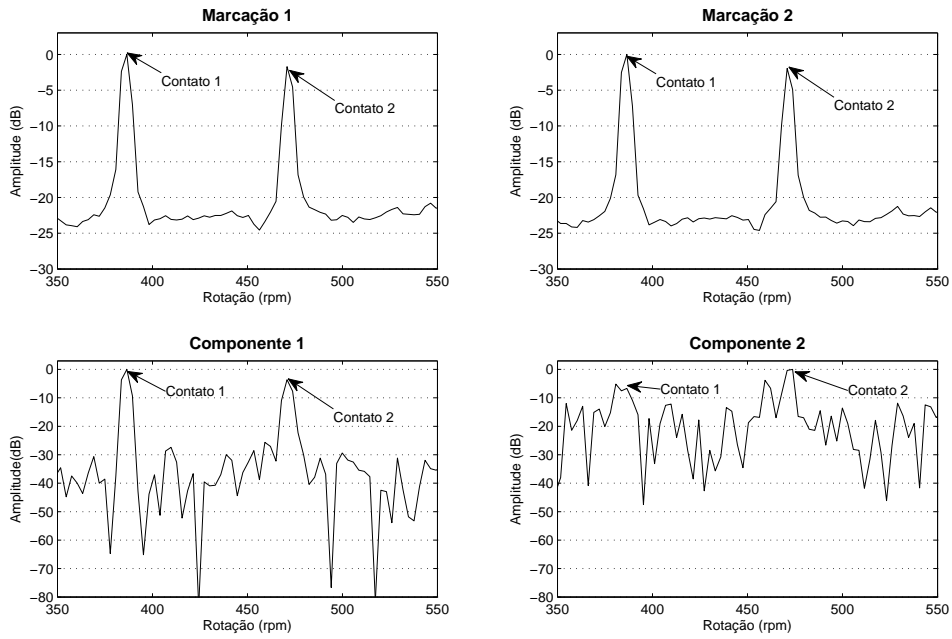 Marcação 1
Amplitude (dB)
0
−5
−10
−15
−20
−25
−30
350
400
450
500
550
Rotação (rpm)
Contato 1
Contato 2
Marcação 2
Amplitude (dB)
0
−5
−10
−15
−20
−25
−30
350
400
450
500
550
Rotação (rpm)
Contato 1
Contato 2
Componente 1
Amplitude(dB)
0
−10
−20
−30
−40
−50
−60
−70
−80
350
400
450
500
550
Rotação (rpm)
Contato 1
Contato 2
Componente 2
Amplitude (dB)
0
−10
−20
−30
−40
−50
−60
−70
−80
350
400
450
500
550
Rotação (rpm)
Contato 1
Contato 2